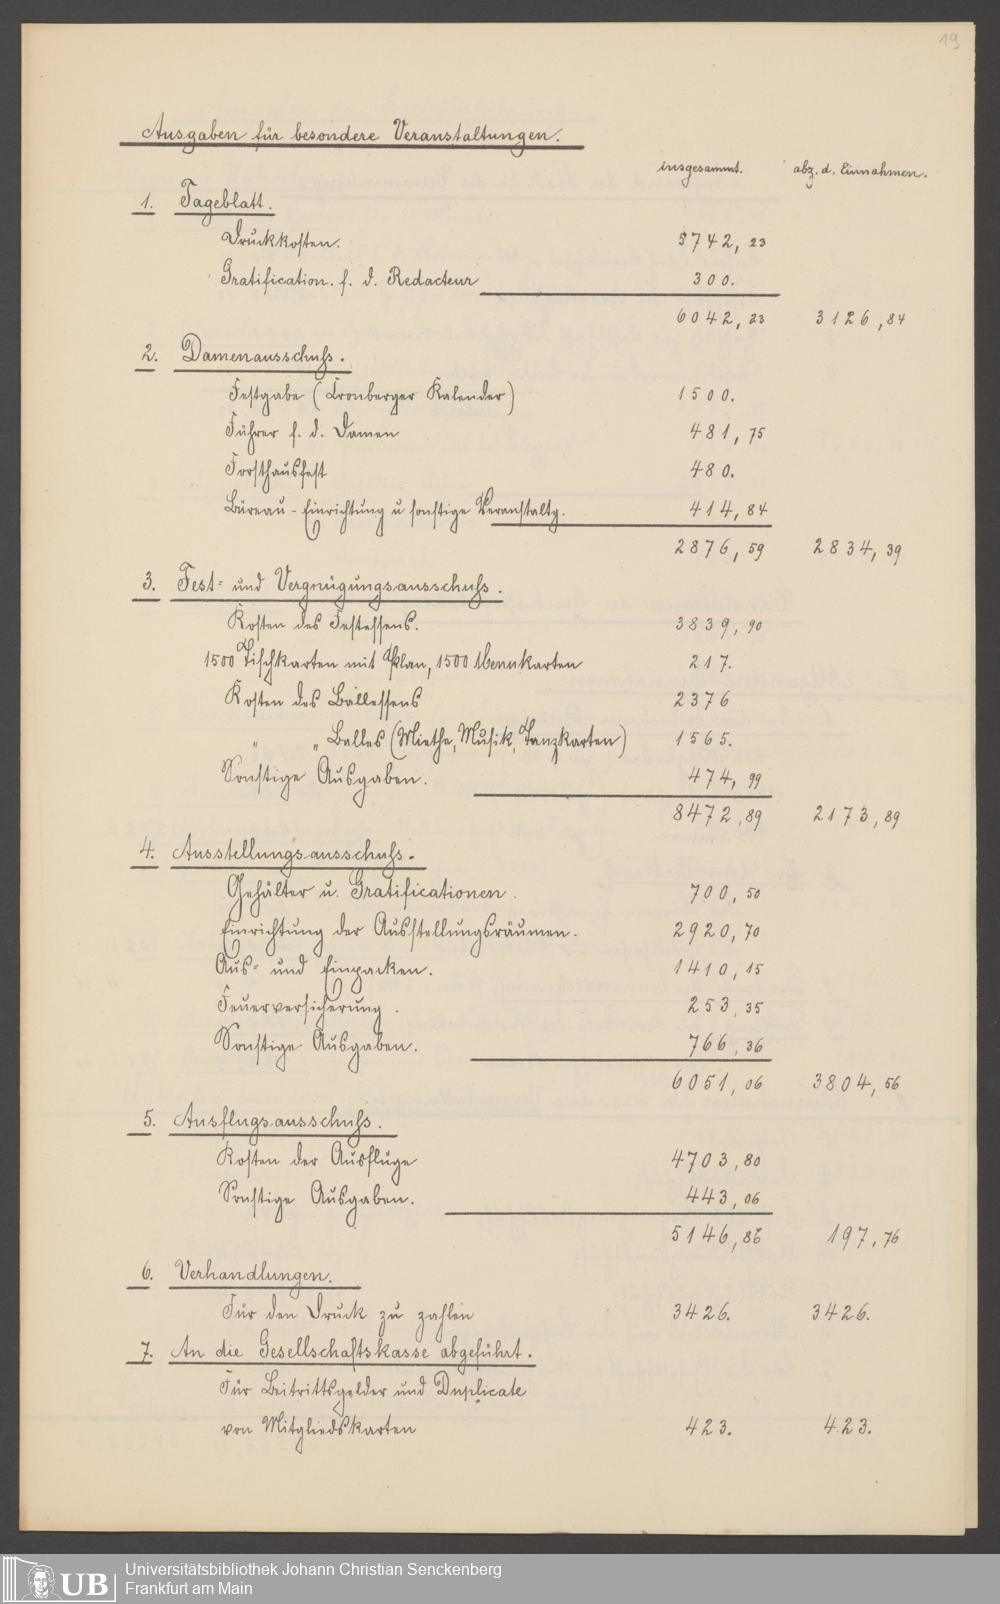 19
Ausgaben für besondere Veranstaltungen.
insgesammt. abz. d. Einnahmen.
1. Tageblatt.
Druckkosten. 5742, 23
Gratification. f. d. Redacteur 300.
6042, 23 3126, 84
2. Damenausschuss.
Festgabe (Cronberger Kalender) 1500.
Führer f. d. Damen 481, 75
Forsthausfest 480.
Büreau-Einrichtung u sonstige Veranstaltg. 414, 84
2876, 59 2834, 39
3. Fest- und Vergnügungsausschuss.
Kosten des Festessens. 3839, 90
1500 Tischkarten mit Plan, 1500 Menukarten 217.
Kosten des Ballessens 2376
" " Balles (Miethe, Musik, Tanzkarten) 1565.
Sonstige Ausgaben. 474, 99
8472, 89 2173, 89
4. Ausstellungsausschuss.
Gehälter u. Gratificationen. 700, 50
Einrichtung der Ausstellungsräumen. 2920, 70
Aus- und Einpacken. 1410, 15
Feuerversicherung. 253, 35
Sonstige Ausgaben. 766, 36
6051, 06 3804, 56
5. Ausflugsausschuss.
Kosten der Ausflüge 4703, 80
Sonstige Ausgaben. 443, 06
5146, 86 197, 76
6. Verhandlungen.
Für den Druck zu zahlen 3426. 3426.
7. An die Gesellschaftskasse abgeführt.
Für Beitrittsgelder und Duplicate
von Mitgliedskarten 423. 423.
UB Universitätsbibliothek Johann Christian Senckenberg
Frankfurt am Main